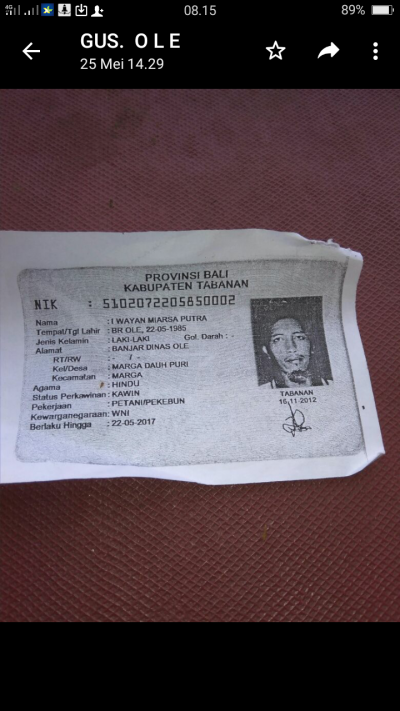 4G
08.15
89%
GUS. O L E
25 Mei 14.29
PROVINSI BALI
KABUPATEN TABANAN
NIK : 5102072205850002
Nama : I WAYAN MIARSA PUTRA
Tempat/Tgl Lahir : BR OLE, 22-05-1985
Jenis Kelamin : LAKI-LAKI Gol. Darah : -
Alamat : BANJAR DINAS OLE
RT/RW : - / -
Kel/Desa : MARGA DAUH PURI
Kecamatan : MARGA
Agama : HINDU
Status Perkawinan : KAWIN
Pekerjaan : PETANI/PEKEBUN
Kewarganegaraan : WNI
Berlaku Hingga : 22-05-2017
TABANAN
16-11-2012